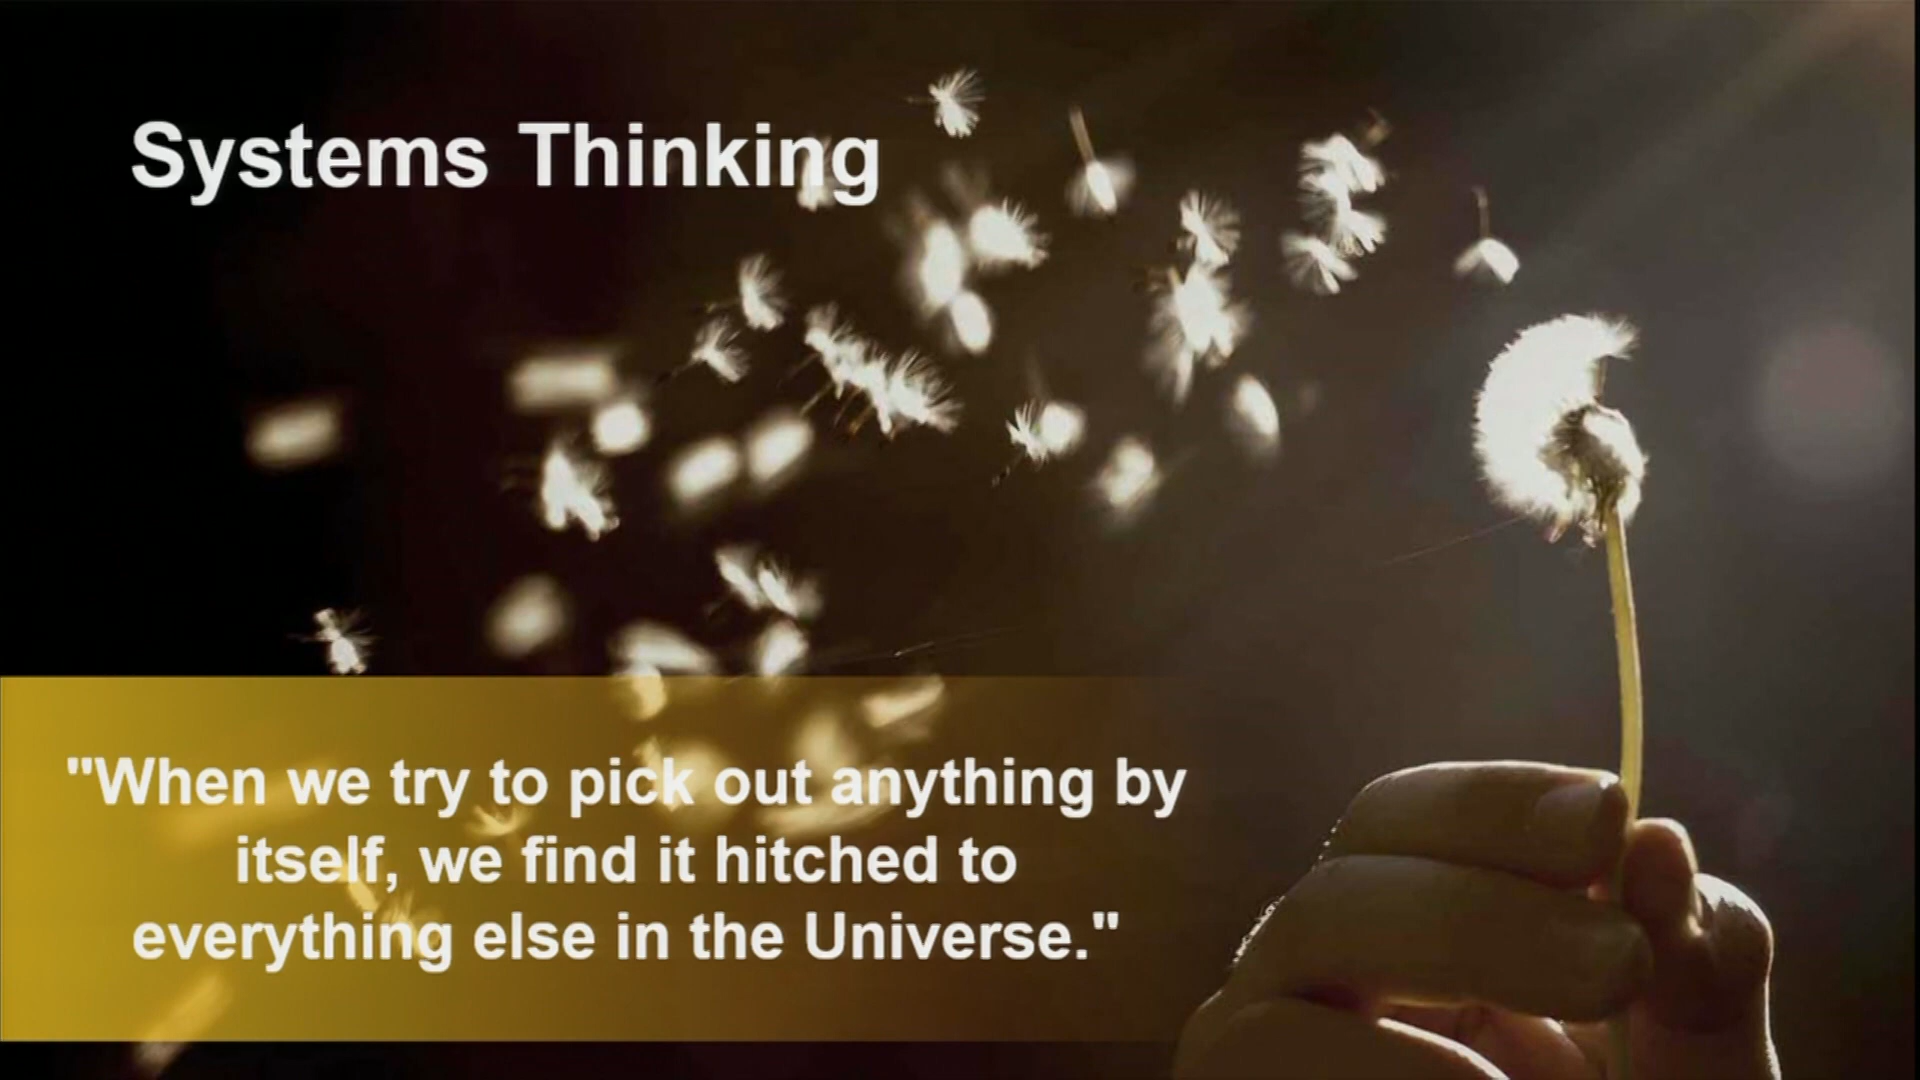 Systems Thinking
"When we try to pick out anything by
itself, we find it hitched to
everything else in the Universe."